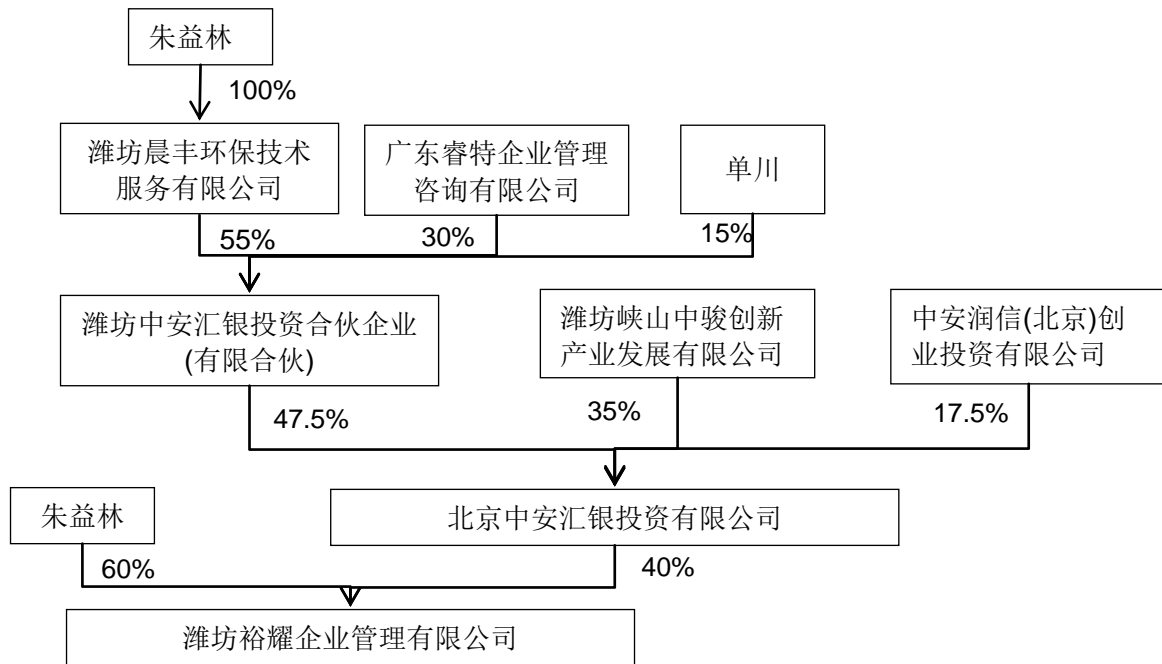 朱益林
100%
潍坊晨丰环保技术
服务有限公司
广东睿特企业管理
咨询有限公司
单川
55%
30%
15%
潍坊中安汇银投资合伙企业
(有限合伙)
潍坊峡山中骏创新
产业发展有限公司
中安润信(北京)创
业投资有限公司
47.5%
35%
17.5%
朱益林
北京中安汇银投资有限公司
60%
40%
潍坊裕耀企业管理有限公司